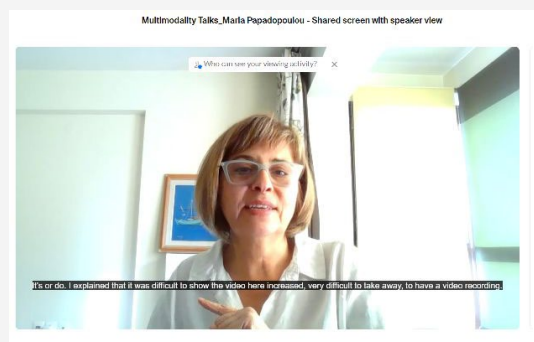 Multimodality Talks_Maria Papadopoulou - Shared screen with speaker view
Who can see your viewing activity?
It's or do. I explained that it was difficult to show the video here increased, very difficult to take away, to have a video recording,